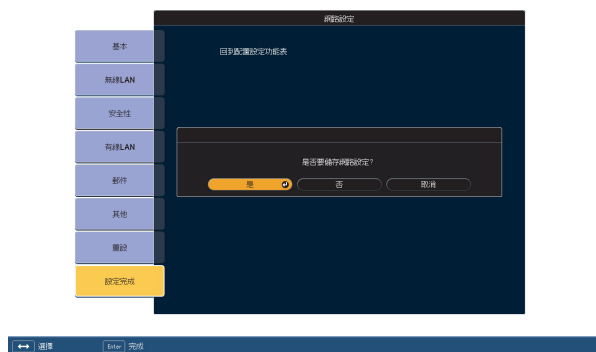 網路設定
基本
回到配置設定功能表
無線LAN
安全性
有線LAN
是否要儲存網路設定?
郵件
是 否 取消
其他
重設
設定完成
選擇 Enter 完成